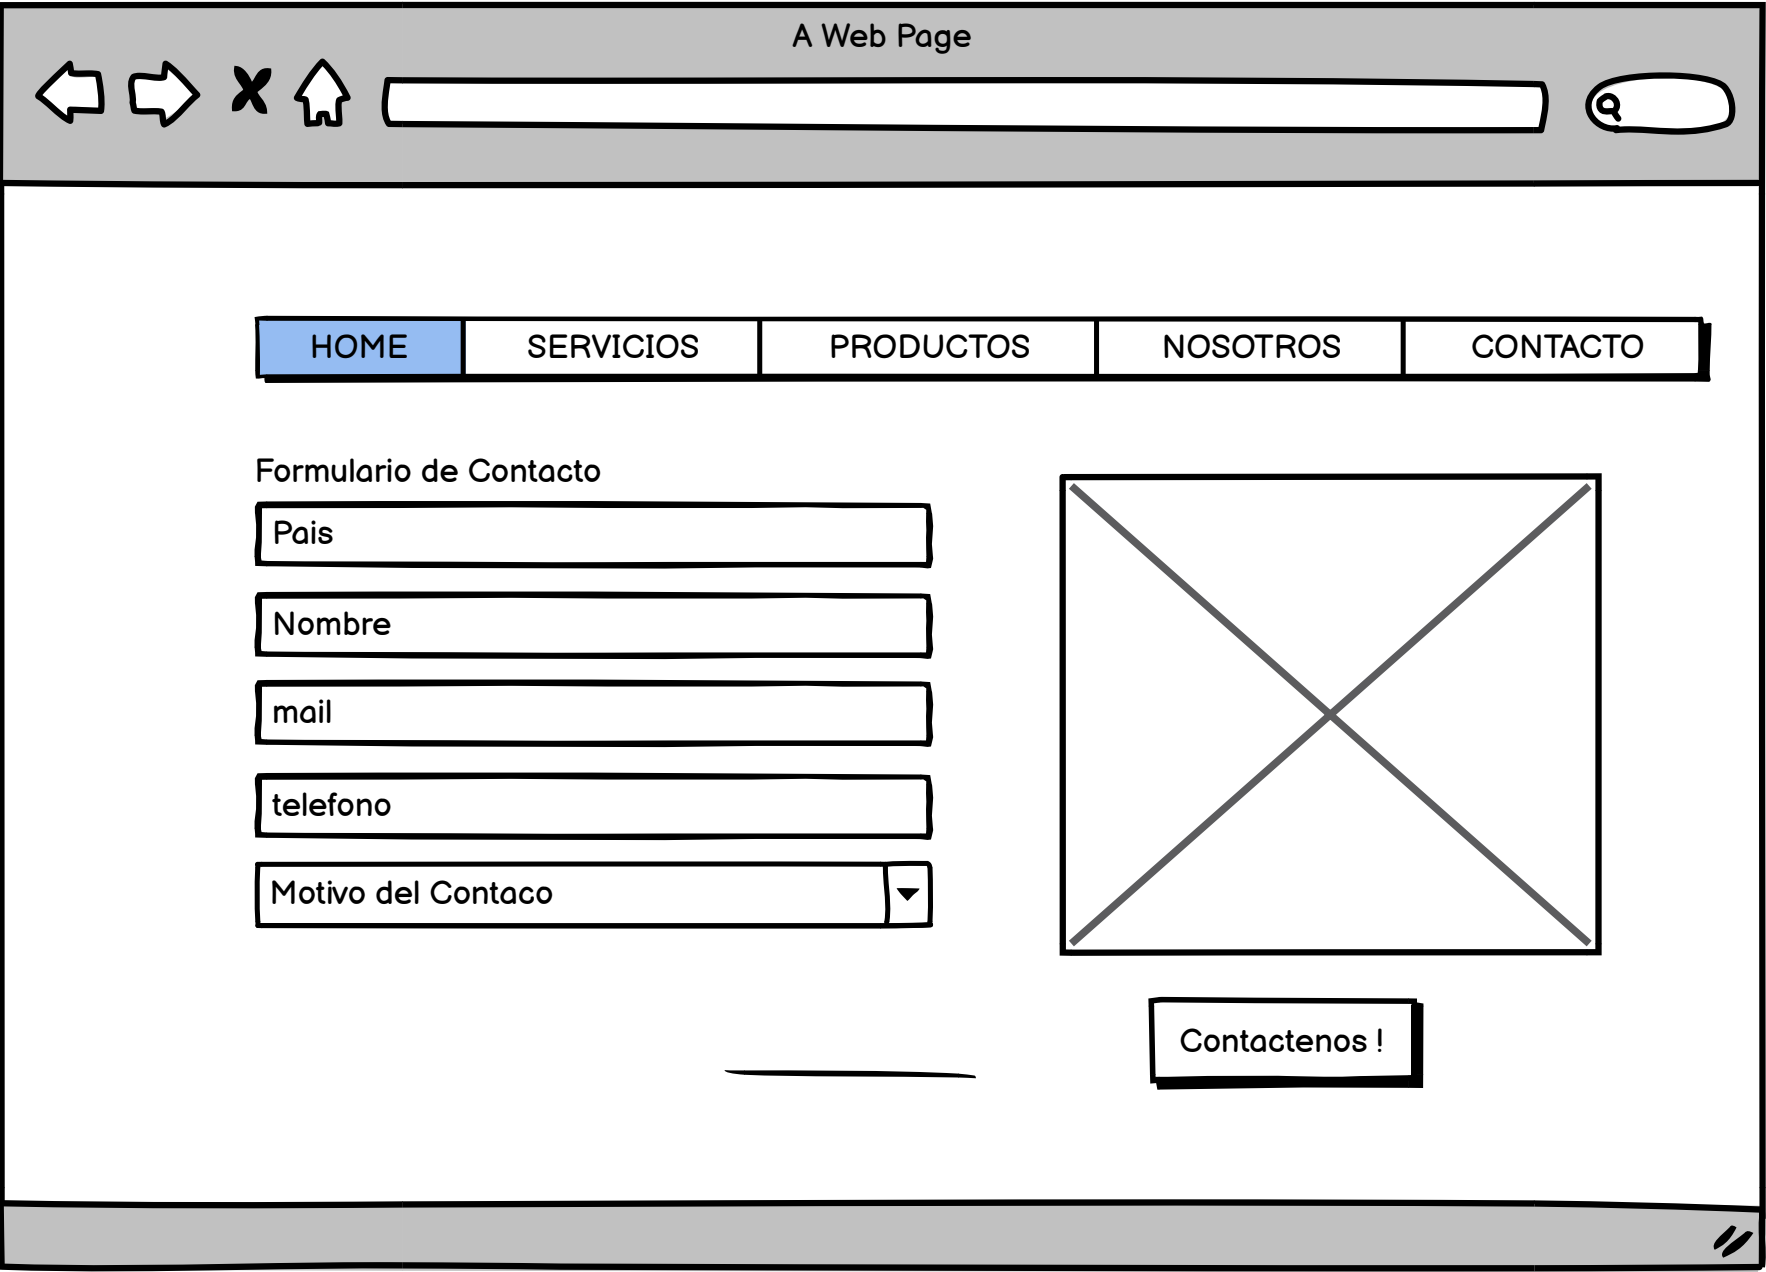 A Web Page
HOME SERVICIOS PRODUCTOS NOSOTROS CONTACTO
Formulario de Contacto
Pais
Nombre
mail
telefono
Motivo del Contaco
Contactenos !